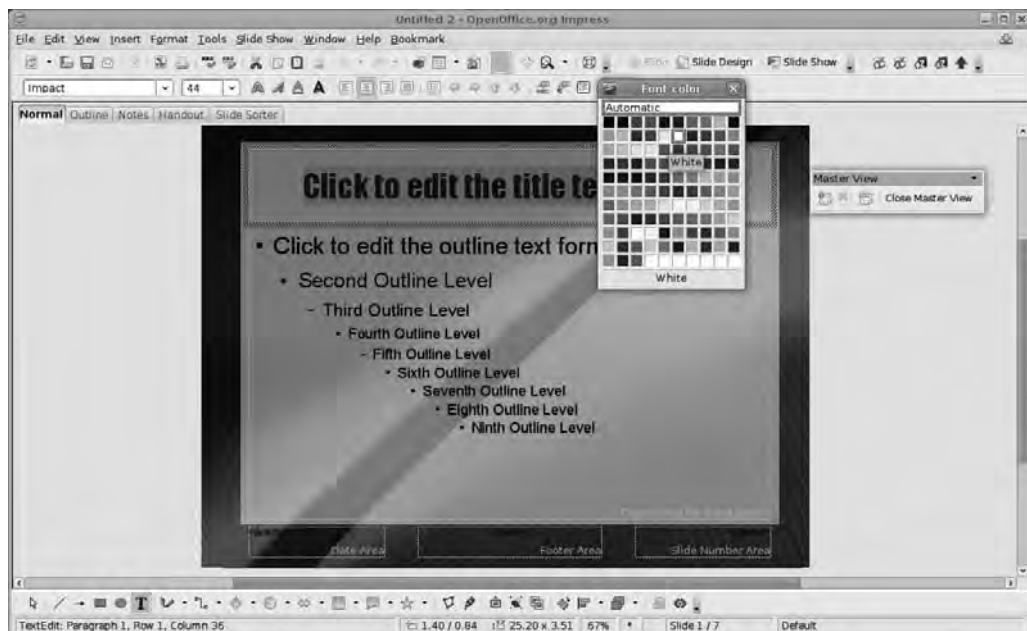 Untitled 2 - OpenOffice.org Impress
File Edit View Insert Format Tools Slide Show Window Help Bookmark
Slide Design Slide Show
Impact 44
Font color
Automatic
Normal Outline Notes Handout Slide Sorter
White
Master View
Close Master View
Click to edit the title te
• Click to edit the outline text forn
• Second Outline Level
– Third Outline Level
• Fourth Outline Level
– Fifth Outline Level
• Sixth Outline Level
• Seventh Outline Level
• Eighth Outline Level
• Ninth Outline Level
White
Date Area Footer Area Slide Number Area
TextEdit: Paragraph 1, Row 1, Column 36 1.40 / 0.84 25.20 x 3.51 67% * Slide 1 / 7 Default